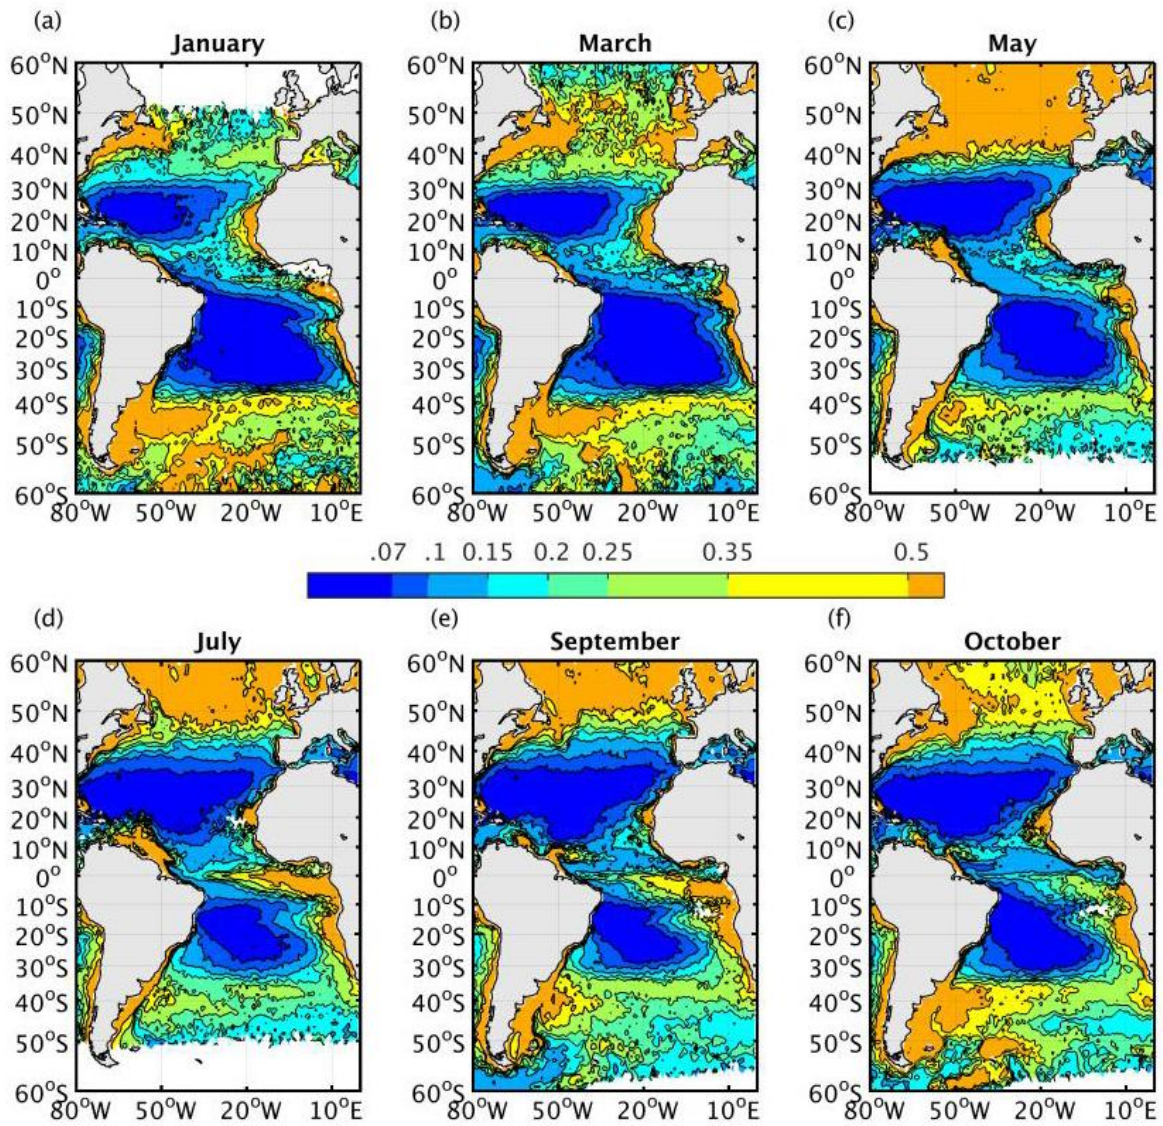 (a) (b) (c)
January March May
60°N 60°N 60°N
50°N 50°N 50°N
40°N 40°N 40°N
30°N 30°N 30°N
20°N 20°N 20°N
10°N 10°N 10°N
0° 0° 0°
10°S 10°S 10°S
20°S 20°S 20°S
30°S 30°S 30°S
40°S 40°S 40°S
50°S 50°S 50°S
60°S 60°S 60°S
80°W 50°W 20°W 10°E 80°W 50°W 20°W 10°E 80°W 50°W 20°W 10°E
.07 .1 0.15 0.2 0.25 0.35 0.5
(d) (e) (f)
July September October
60°N 60°N 60°N
50°N 50°N 50°N
40°N 40°N 40°N
30°N 30°N 30°N
20°N 20°N 20°N
10°N 10°N 10°N
0° 0° 0°
10°S 10°S 10°S
20°S 20°S 20°S
30°S 30°S 30°S
40°S 40°S 40°S
50°S 50°S 50°S
60°S 60°S 60°S
80°W 50°W 20°W 10°E 80°W 50°W 20°W 10°E 80°W 50°W 20°W 10°E